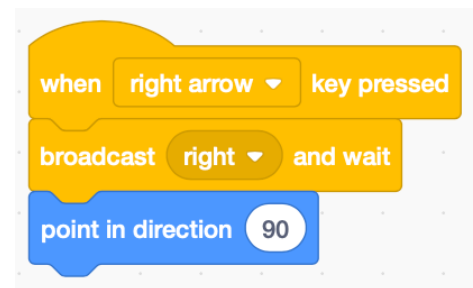 when right arrow key pressed
broadcast right and wait
point in direction 90